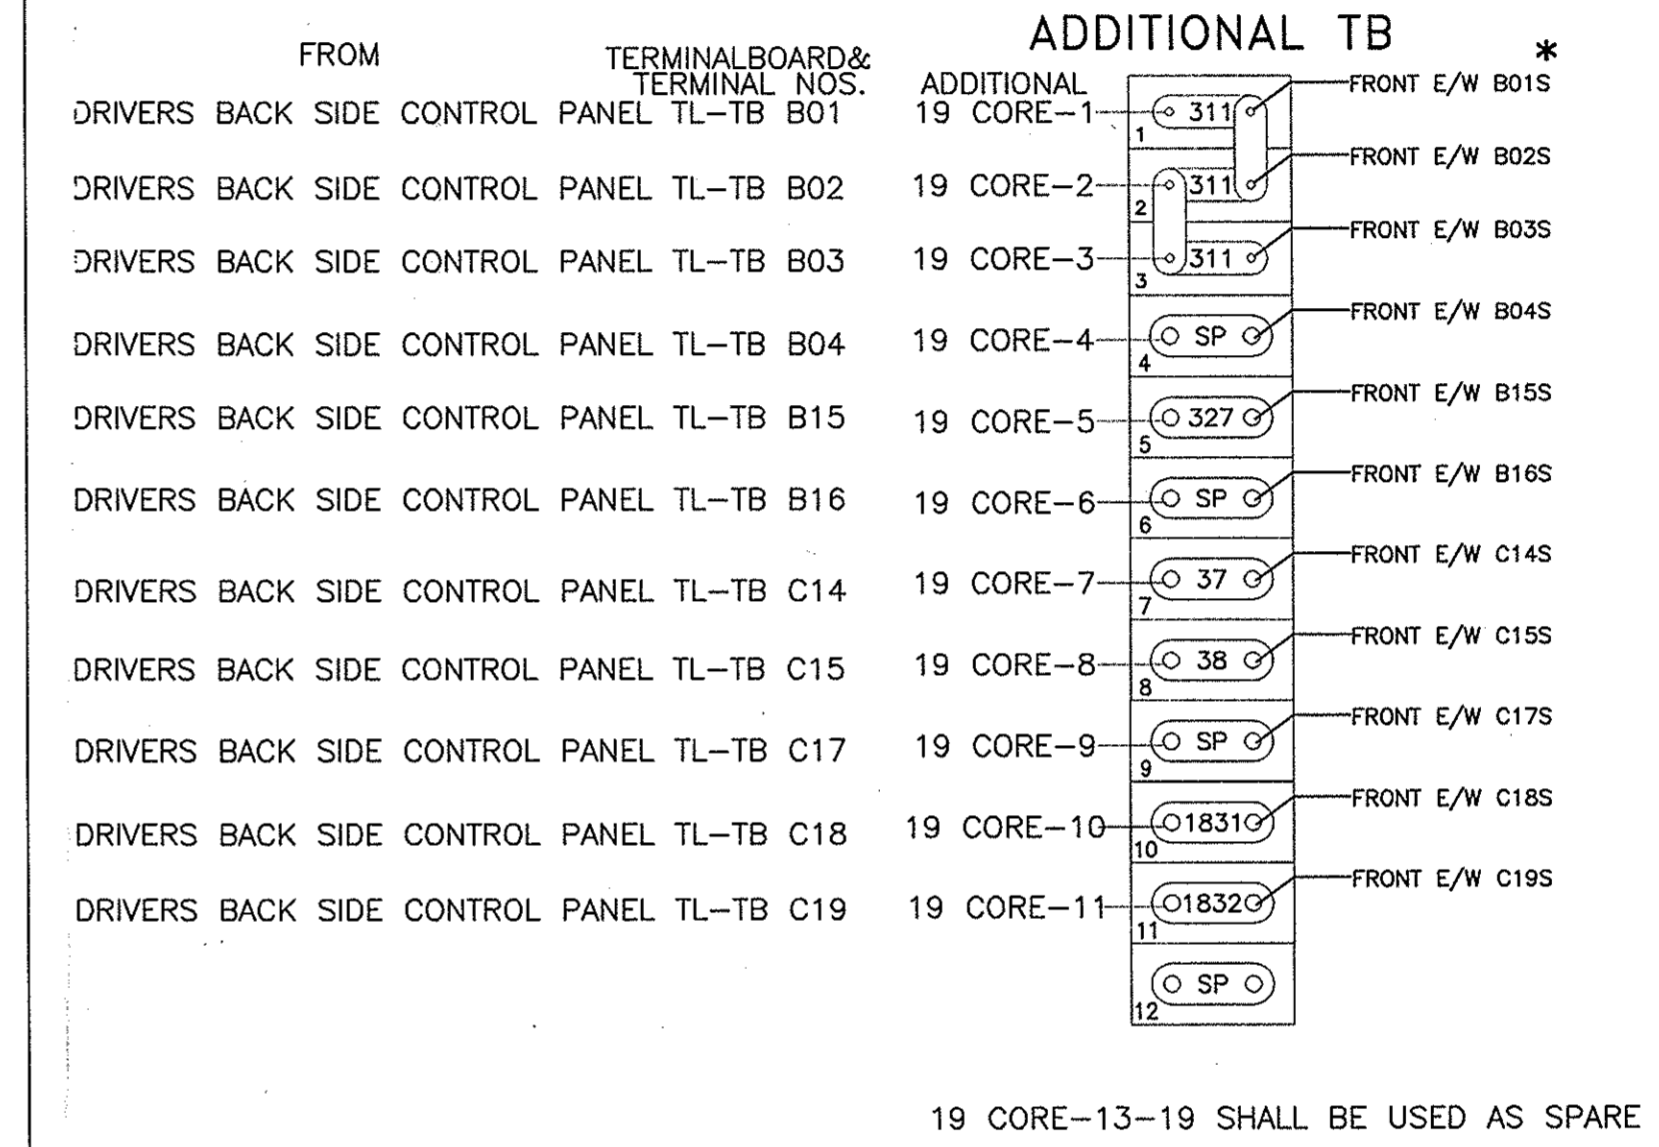 ADDITIONAL TB
*
FROM
TERMINALBOARD&
TERMINAL NOS.
ADDITIONAL
DRIVERS BACK SIDE CONTROL PANEL TL-TB B01 19 CORE-1 311 1 FRONT E/W B01S
DRIVERS BACK SIDE CONTROL PANEL TL-TB B02 19 CORE-2 311 2 FRONT E/W B02S
DRIVERS BACK SIDE CONTROL PANEL TL-TB B03 19 CORE-3 311 3 FRONT E/W B03S
DRIVERS BACK SIDE CONTROL PANEL TL-TB B04 19 CORE-4 SP 4 FRONT E/W B04S
DRIVERS BACK SIDE CONTROL PANEL TL-TB B15 19 CORE-5 327 5 FRONT E/W B15S
DRIVERS BACK SIDE CONTROL PANEL TL-TB B16 19 CORE-6 SP 6 FRONT E/W B16S
DRIVERS BACK SIDE CONTROL PANEL TL-TB C14 19 CORE-7 37 7 FRONT E/W C14S
DRIVERS BACK SIDE CONTROL PANEL TL-TB C15 19 CORE-8 38 8 FRONT E/W C15S
DRIVERS BACK SIDE CONTROL PANEL TL-TB C17 19 CORE-9 SP 9 FRONT E/W C17S
DRIVERS BACK SIDE CONTROL PANEL TL-TB C18 19 CORE-10 1831 10 FRONT E/W C18S
DRIVERS BACK SIDE CONTROL PANEL TL-TB C19 19 CORE-11 1832 11 FRONT E/W C19S
SP 12
19 CORE-13-19 SHALL BE USED AS SPARE